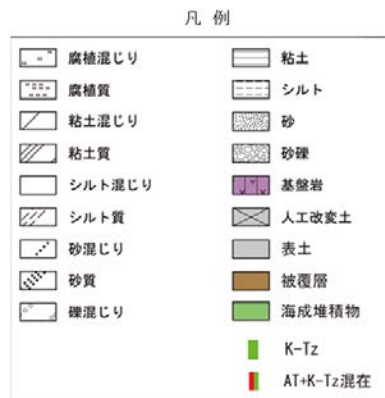 凡 例
腐植混じり
腐植質
粘土混じり
粘土質
シルト混じり
シルト質
砂混じり
砂質
礫混じり
粘土
シルト
砂
砂礫
基盤岩
人工改変土
表土
被覆層
海成堆積物
K-Tz
AT+K-Tz混在